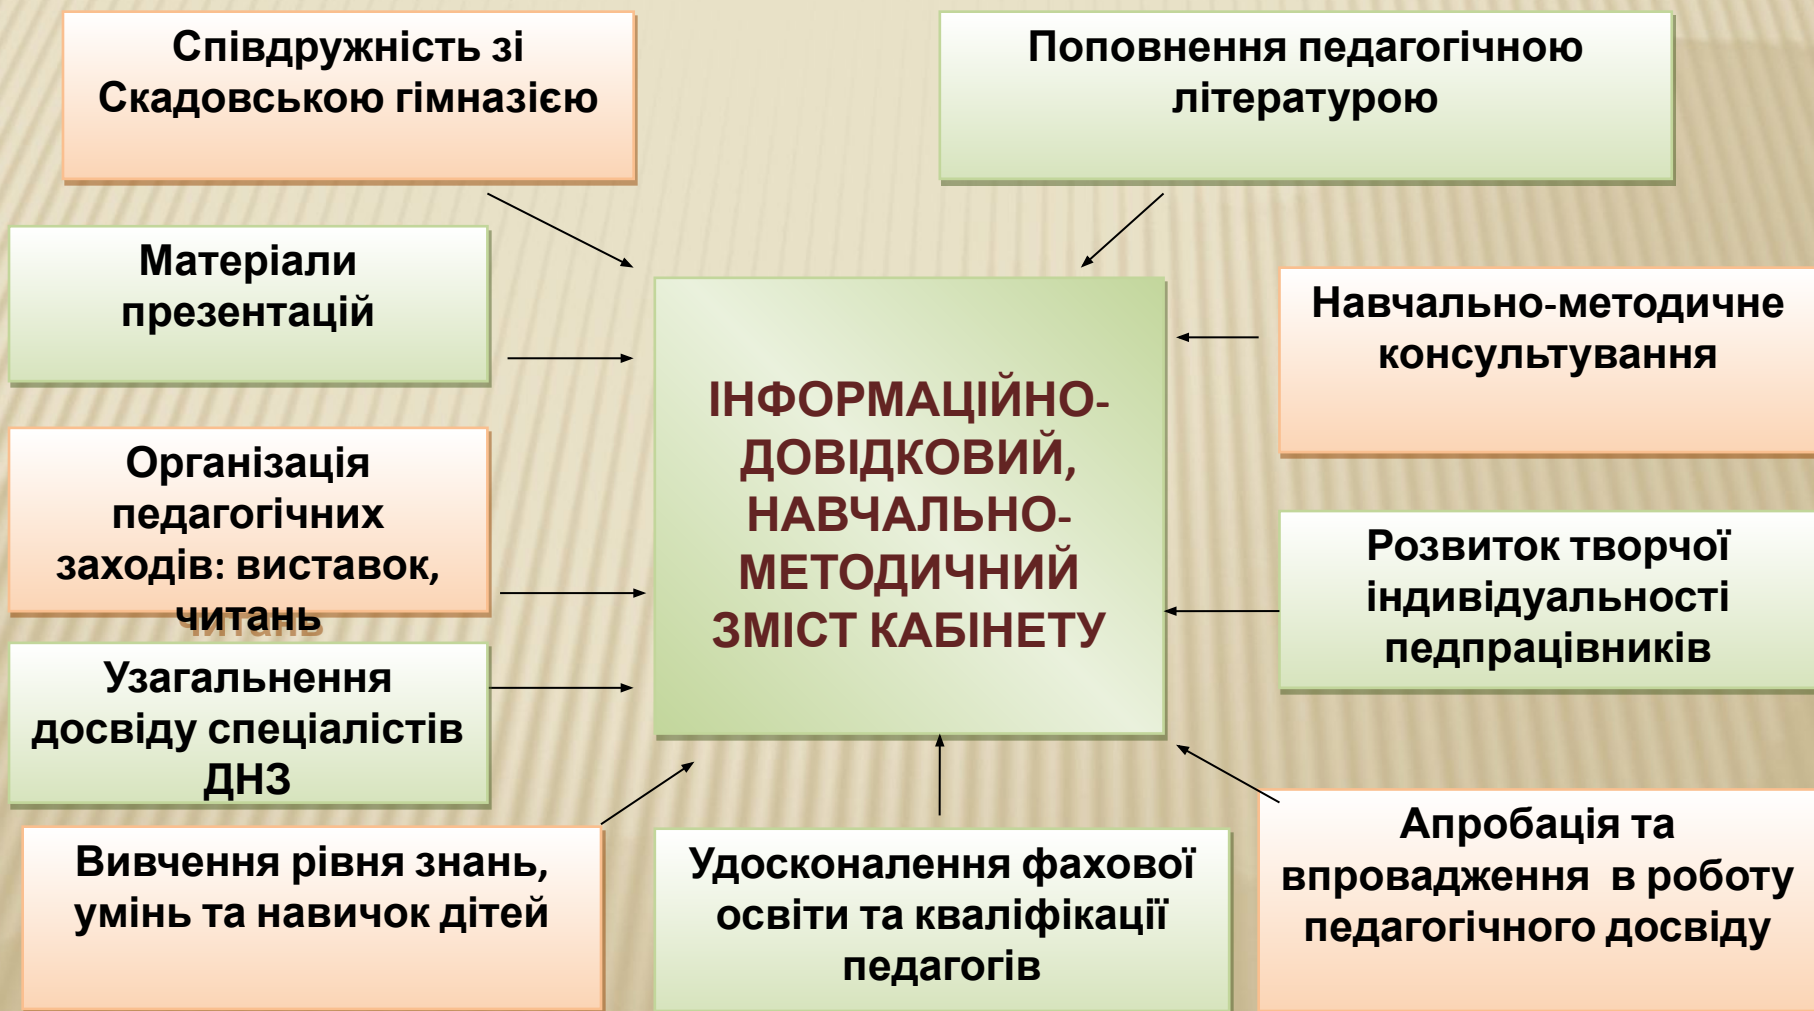 Співдружність зі
Скадовською гімназією
Поповнення педагогічною
літературою
Матеріали
презентацій
Навчально-методичне
консультування
ІНФОРМАЦІЙНО-
ДОВІДКОВИЙ,
НАВЧАЛЬНО-
МЕТОДИЧНИЙ
ЗМІСТ КАБІНЕТУ
Організація
педагогічних
заходів: виставок,
читань
Розвиток творчої
індивідуальності
педпрацівників
Узагальнення
досвіду спеціалістів
ДНЗ
Вивчення рівня знань,
умінь та навичок дітей
Удосконалення фахової
освіти та кваліфікації
педагогів
Апробація та
впровадження  в роботу
педагогічного досвіду